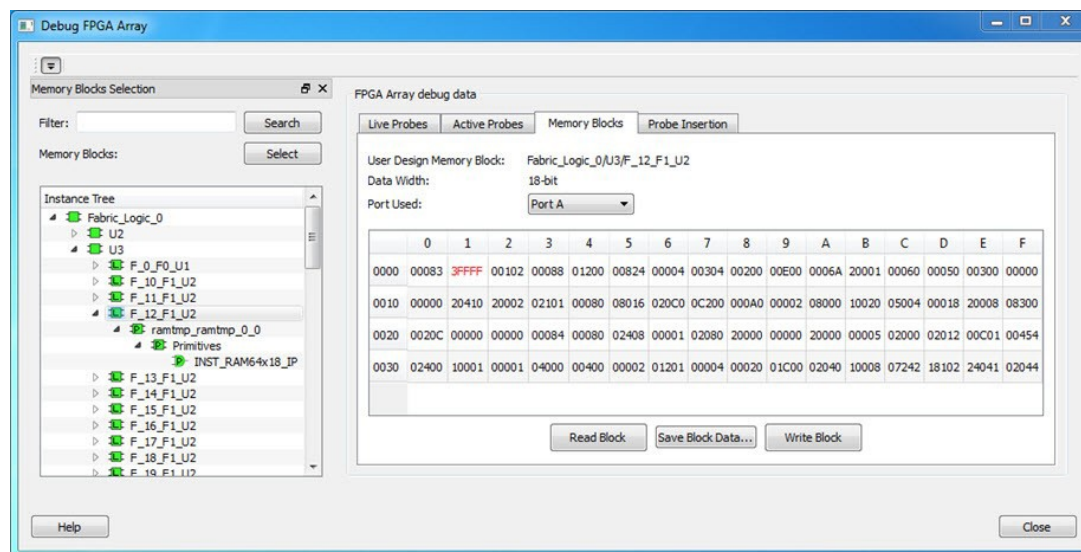 Debug FPGA Array
Memory Blocks Selection
Filter:
Search
Memory Blocks:
Select
Instance Tree
Fabric_Logic_0
U2
U3
F_0_F0_U1
F_10_F1_U2
F_11_F1_U2
F_12_F1_U2
ramtmp_ramtmp_0_0
Primitives
INST_RAM64x18_IP
F_13_F1_U2
F_14_F1_U2
F_15_F1_U2
F_16_F1_U2
F_17_F1_U2
F_18_F1_U2
F_19_F1_U2
FPGA Array debug data
Live Probes Active Probes Memory Blocks Probe Insertion
User Design Memory Block: Fabric_Logic_0/U3/F_12_F1_U2
Data Width: 18-bit
Port Used: Port A
0 1 2 3 4 5 6 7 8 9 A B C D E F
0000 00083 3FFFF 00102 00088 01200 00824 00004 00304 00200 00E00 0006A 20001 00060 00050 00300 00000
0010 00000 20410 20002 02101 00080 08016 020C0 0C200 000A0 00002 08000 10020 05004 00018 20008 08300
0020 0020C 00000 00000 00084 00080 02408 00001 02080 20000 00000 20000 00005 02000 02012 00C01 00454
0030 02400 10001 00001 04000 00400 00002 01201 00004 00020 01C00 02040 10008 07242 18102 24041 02044
Read Block Save Block Data... Write Block
Help
Close